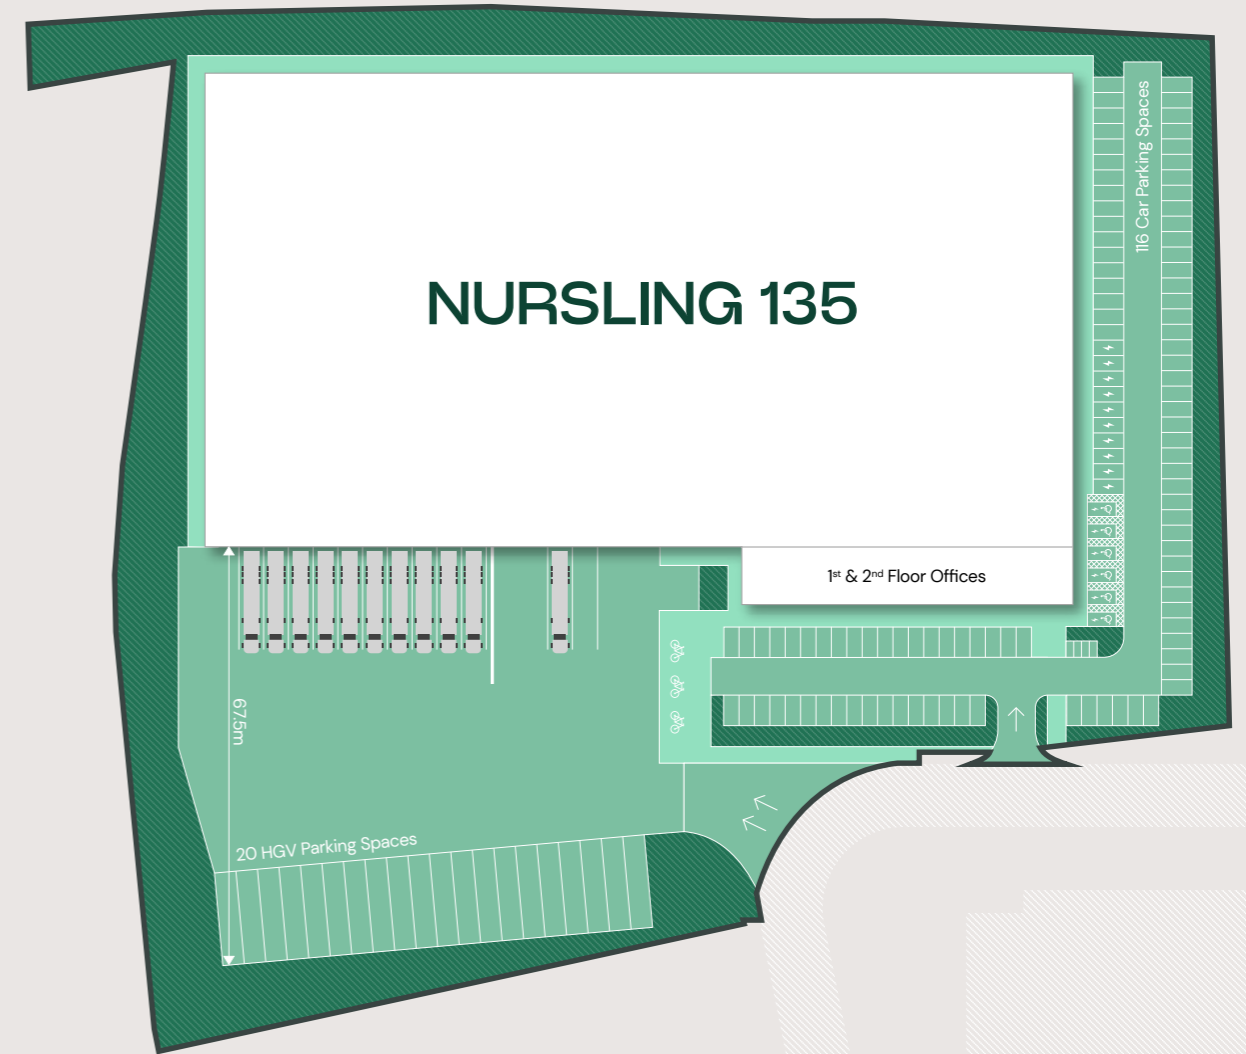 116 Car Parking Spaces
NURSLING 135
1st & 2nd Floor Offices
67.5m
20 HGV Parking Spaces